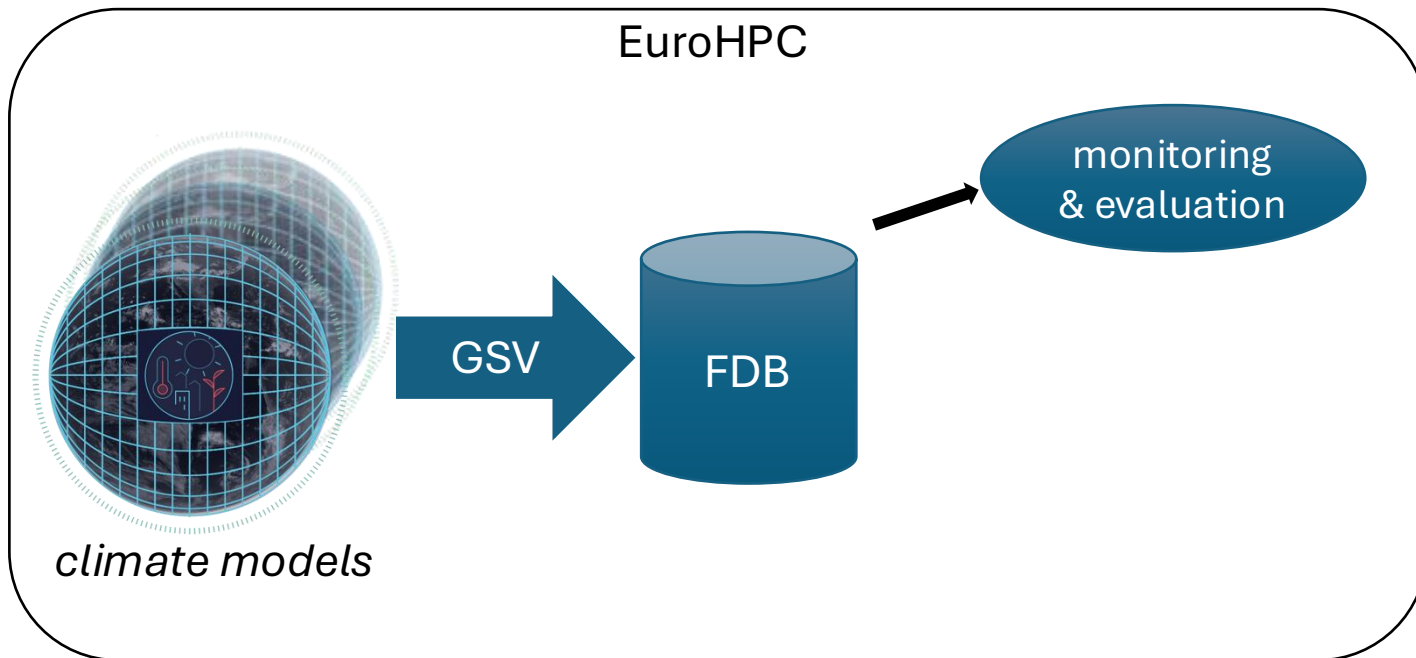 EuroHPC
monitoring
& evaluation
GSV
FDB
climate models